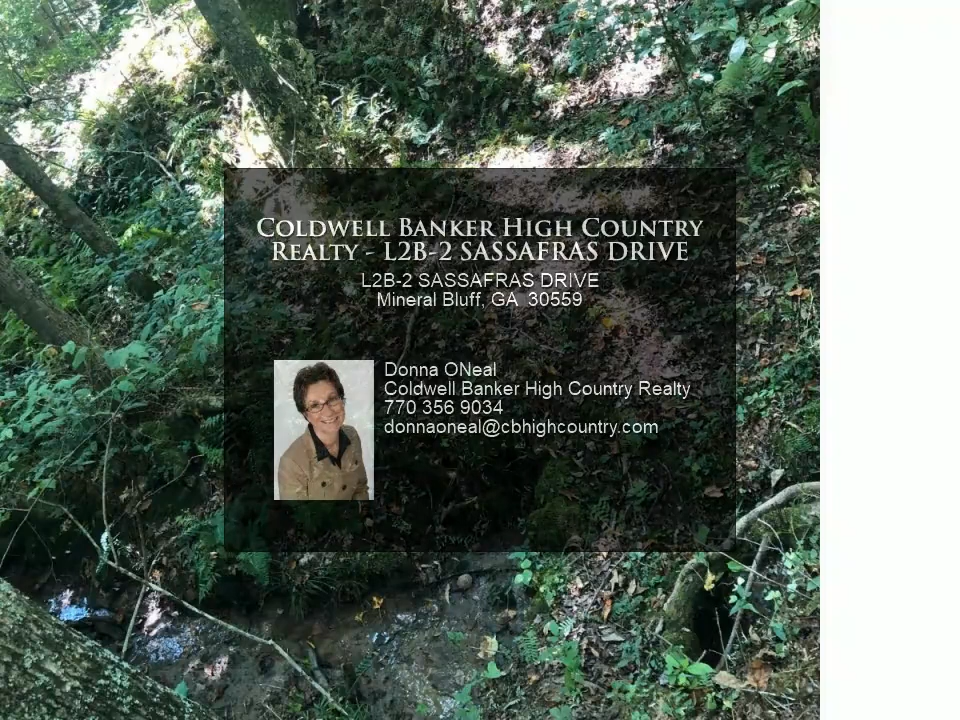 Coldwell Banker High Country
Realty - L2B-2 SASSAFRAS DRIVE
L2B-2 SASSAFRAS DRIVE
Mineral Bluff, GA  30559
Donna ONeal
Coldwell Banker High Country Realty
770 356 9034
donnaoneal@cbhighcountry.com